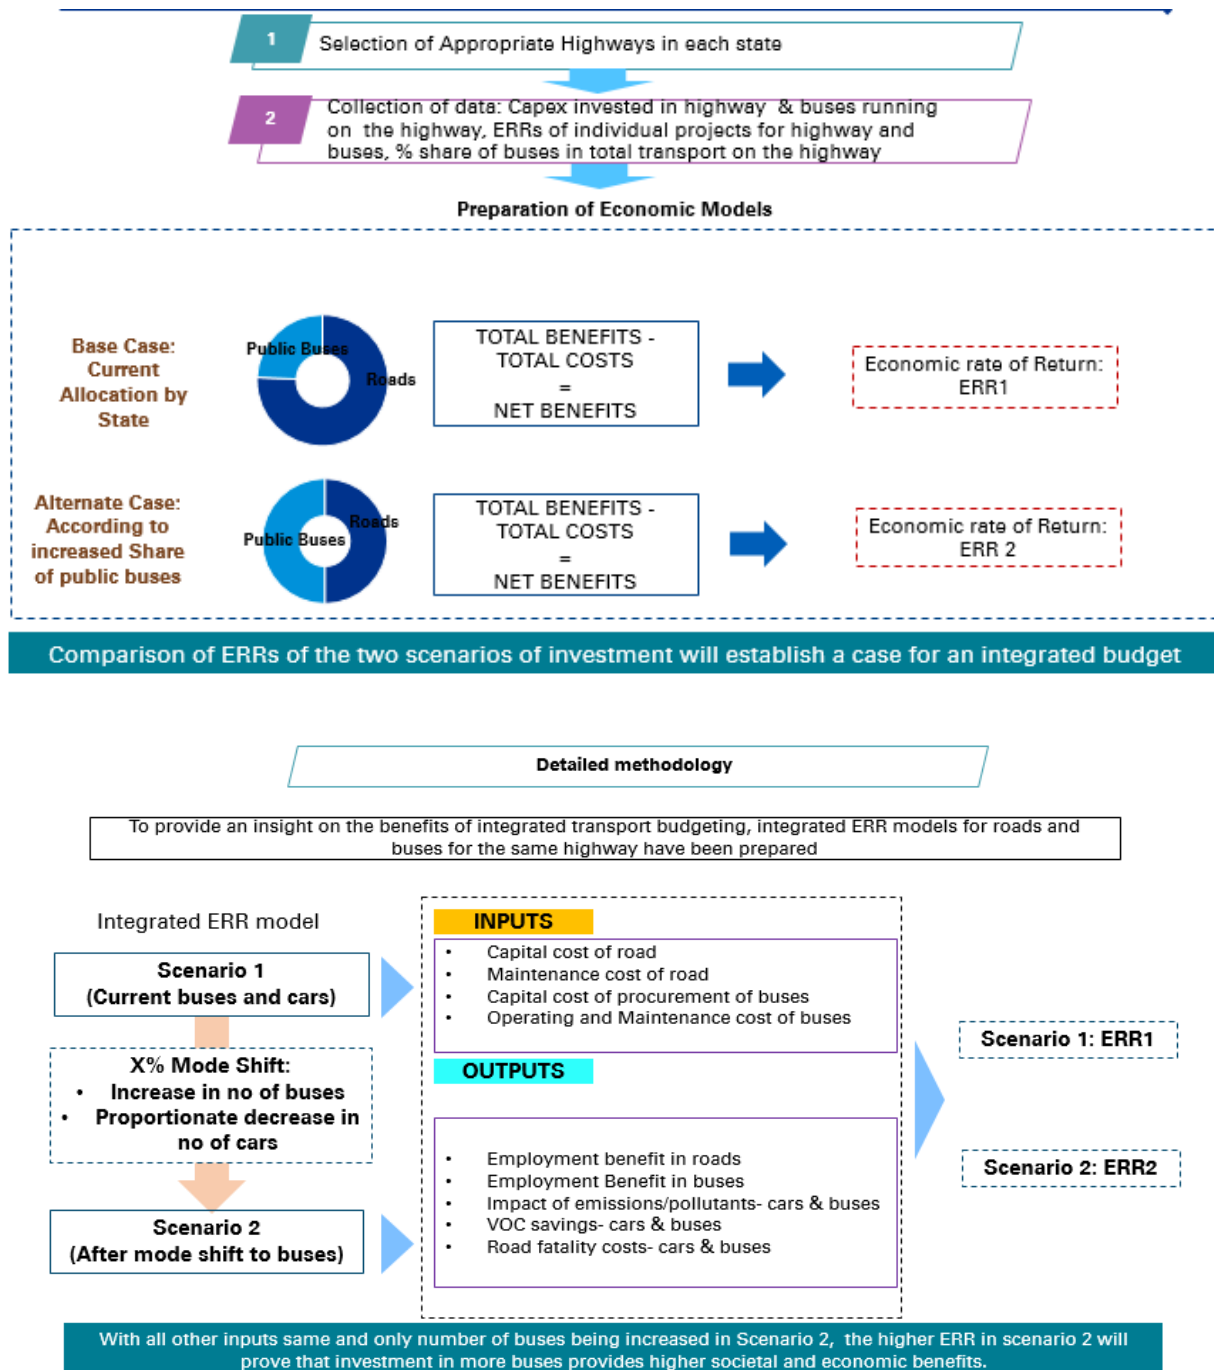 1
Selection of Appropriate Highways in each state
2
Collection of data: Capex invested in highway & buses running
on the highway, ERRs of individual projects for highway and
buses, % share of buses in total transport on the highway
Preparation of Economic Models
Base Case:
Current
Allocation by
State
Public Buses
Roads
TOTAL BENEFITS -
TOTAL COSTS
=
NET BENEFITS
Economic rate of Return:
ERR1
Alternate Case:
According to
increased Share
of public buses
Roads
Public Buses
TOTAL BENEFITS -
TOTAL COSTS
=
NET BENEFITS
Economic rate of Return:
ERR 2
Comparison of ERRs of the two scenarios of investment will establish a case for an integrated budget
Detailed methodology
To provide an insight on the benefits of integrated transport budgeting, integrated ERR models for roads and
buses for the same highway have been prepared
Integrated ERR model
Scenario 1
(Current buses and cars)
X% Mode Shift:
• Increase in no of buses
• Proportionate decrease in
no of cars
Scenario 2
(After mode shift to buses)
INPUTS
• Capital cost of road
• Maintenance cost of road
• Capital cost of procurement of buses
• Operating and Maintenance cost of buses
OUTPUTS
• Employment benefit in roads
• Employment Benefit in buses
• Impact of emissions/pollutants- cars & buses
• VOC savings- cars & buses
• Road fatality costs- cars & buses
Scenario 1: ERR1
Scenario 2: ERR2
With all other inputs same and only number of buses being increased in Scenario 2, the higher ERR in scenario 2 will
prove that investment in more buses provides higher societal and economic benefits.